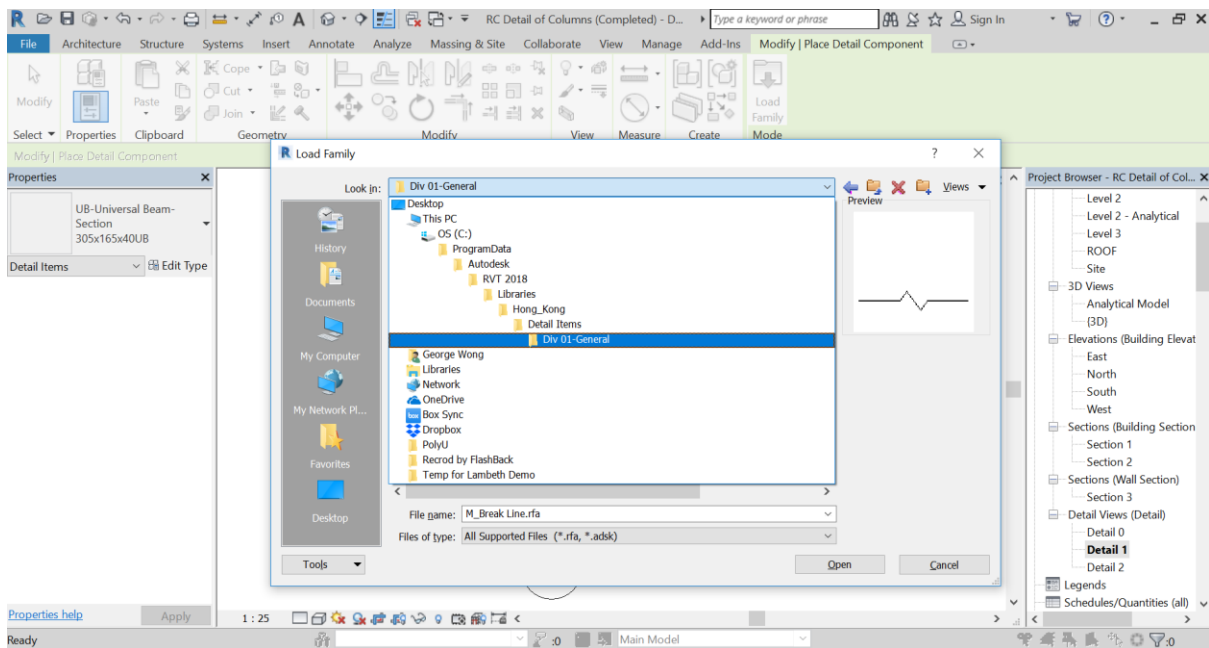 RC Detail of Columns (Completed) - D...
Type a keyword or phrase
Sign In
File Architecture Structure Systems Insert Annotate Analyze Massing & Site Collaborate View Manage Add-Ins Modify | Place Detail Component
Modify
Paste
Cope
Cut
Join
Load
Family
Select Properties Clipboard Geometry Modify View Measure Create Mode
Modify | Place Detail Component
Properties
UB-Universal Beam-
Section
305x165x40UB
Detail Items
Edit Type
Properties help
Apply
Load Family
Look in:
Div 01-General
Views
History
Documents
My Computer
My Network Pl...
Favorites
Desktop
Desktop
This PC
OS (C:)
ProgramData
Autodesk
RVT 2018
Libraries
Hong_Kong
Detail Items
Div 01-General
George Wong
Libraries
Network
OneDrive
Box Sync
Dropbox
PolyU
Recrod by FlashBack
Temp for Lambeth Demo
Preview
File name:
M_Break Line.rfa
Files of type:
All Supported Files (*.rfa, *.adsk)
Tools
Open
Cancel
Project Browser - RC Detail of Col...
Level 2
Level 2 - Analytical
Level 3
ROOF
Site
3D Views
Analytical Model
{3D}
Elevations (Building Elevat
East
North
South
West
Sections (Building Section
Section 1
Section 2
Sections (Wall Section)
Section 3
Detail Views (Detail)
Detail 0
Detail 1
Detail 2
Legends
Schedules/Quantities (all)
1 : 25
Ready
:0
Main Model
:0